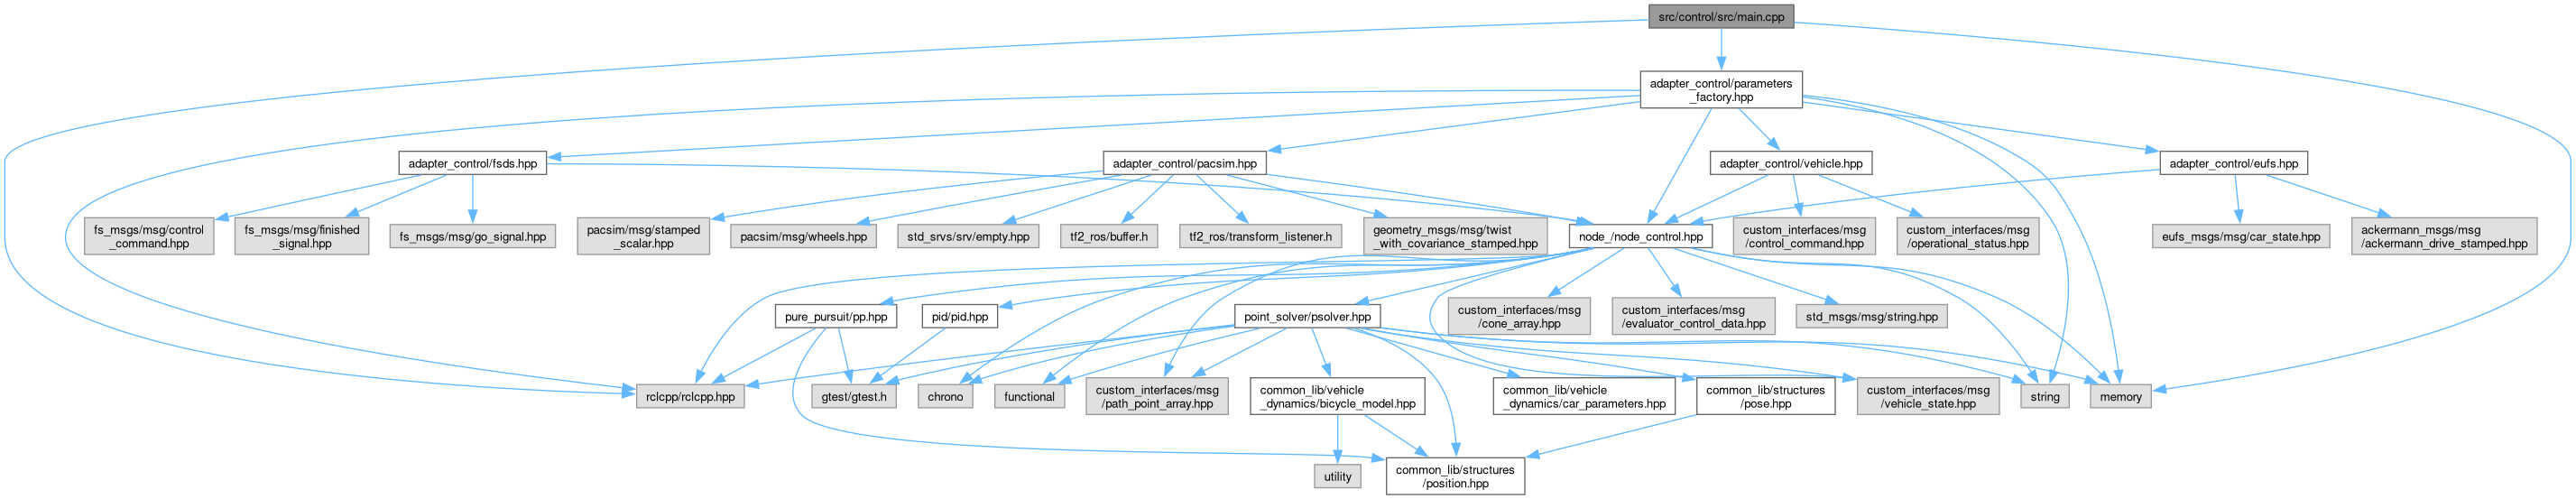 src/control/src/main.cpp
adapter_control/parameters
_factory.hpp
adapter_control/fsds.hpp
adapter_control/pacsim.hpp
adapter_control/vehicle.hpp
adapter_control/eufs.hpp
fs_msgs/msg/control
_command.hpp
fs_msgs/msg/finished
_signal.hpp
fs_msgs/msg/go_signal.hpp
pacsim/msg/stamped
_scalar.hpp
pacsim/msg/wheels.hpp
std_srvs/srv/empty.hpp
tf2_ros/buffer.h
tf2_ros/transform_listener.h
geometry_msgs/msg/twist
_with_covariance_stamped.hpp
node_/node_control.hpp
custom_interfaces/msg
/control_command.hpp
custom_interfaces/msg
/operational_status.hpp
eufs_msgs/msg/car_state.hpp
ackermann_msgs/msg
/ackermann_drive_stamped.hpp
pure_pursuit/pp.hpp
pid/pid.hpp
point_solver/psolver.hpp
custom_interfaces/msg
/cone_array.hpp
custom_interfaces/msg
/evaluator_control_data.hpp
std_msgs/msg/string.hpp
rclcpp/rclcpp.hpp
gtest/gtest.h
chrono
functional
custom_interfaces/msg
/path_point_array.hpp
common_lib/vehicle
_dynamics/bicycle_model.hpp
common_lib/vehicle
_dynamics/car_parameters.hpp
common_lib/structures
/pose.hpp
custom_interfaces/msg
/vehicle_state.hpp
string
memory
utility
common_lib/structures
/position.hpp